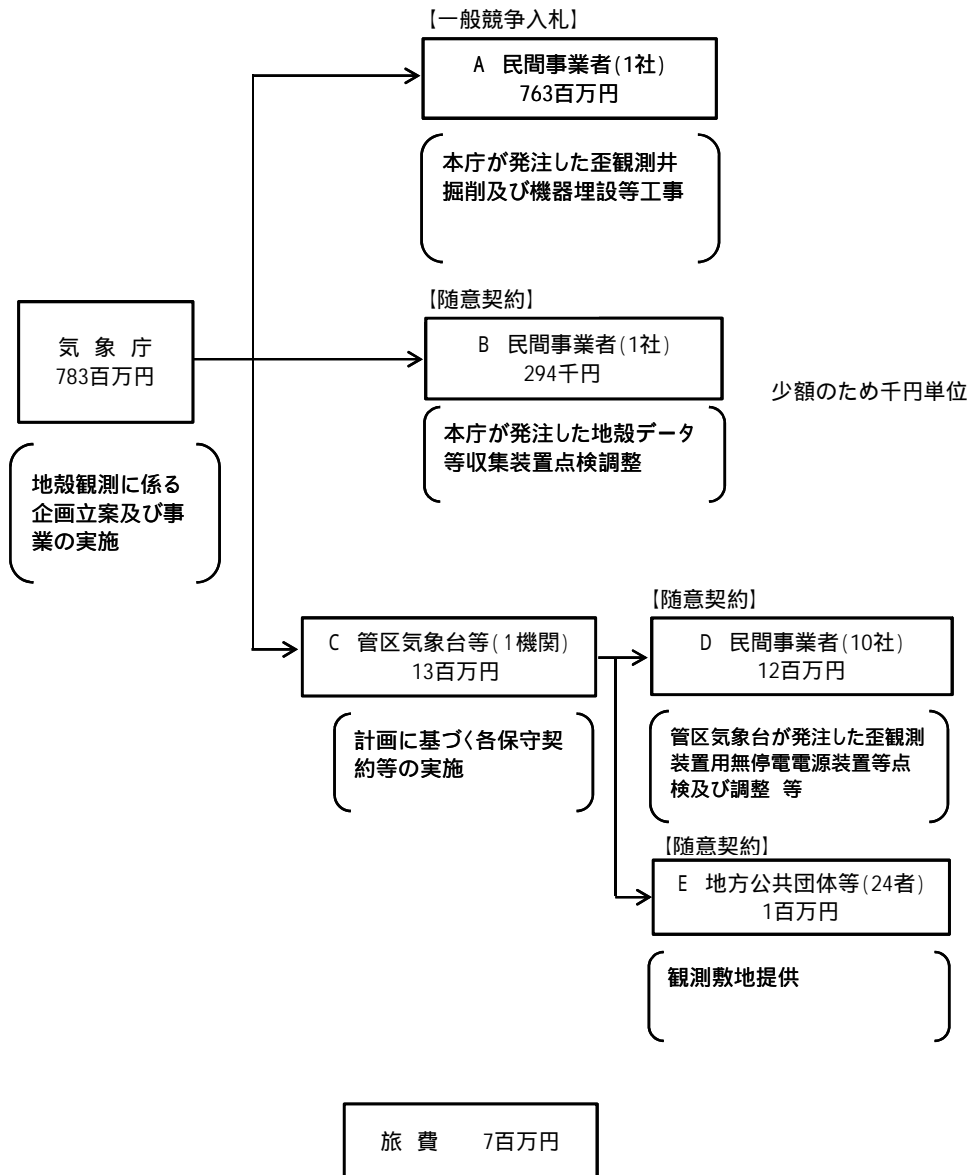 【一般競争入札】
A 民間事業者(1社)
763百万円
本庁が発注した歪観測井
掘削及び機器埋設等工事
【随意契約】
B 民間事業者(1社)
294千円
少額のため千円単位
本庁が発注した地殻データ
等収集装置点検調整
気 象 庁
783百万円
地殻観測に係る
企画立案及び事
業の実施
C 管区気象台等(1機関)
13百万円
計画に基づく各保守契
約等の実施
【随意契約】
D 民間事業者(10社)
12百万円
管区気象台が発注した歪観測
装置用無停電電源装置等点
検及び調整 等
【随意契約】
E 地方公共団体等(24者)
1百万円
観測敷地提供
旅 費 7百万円